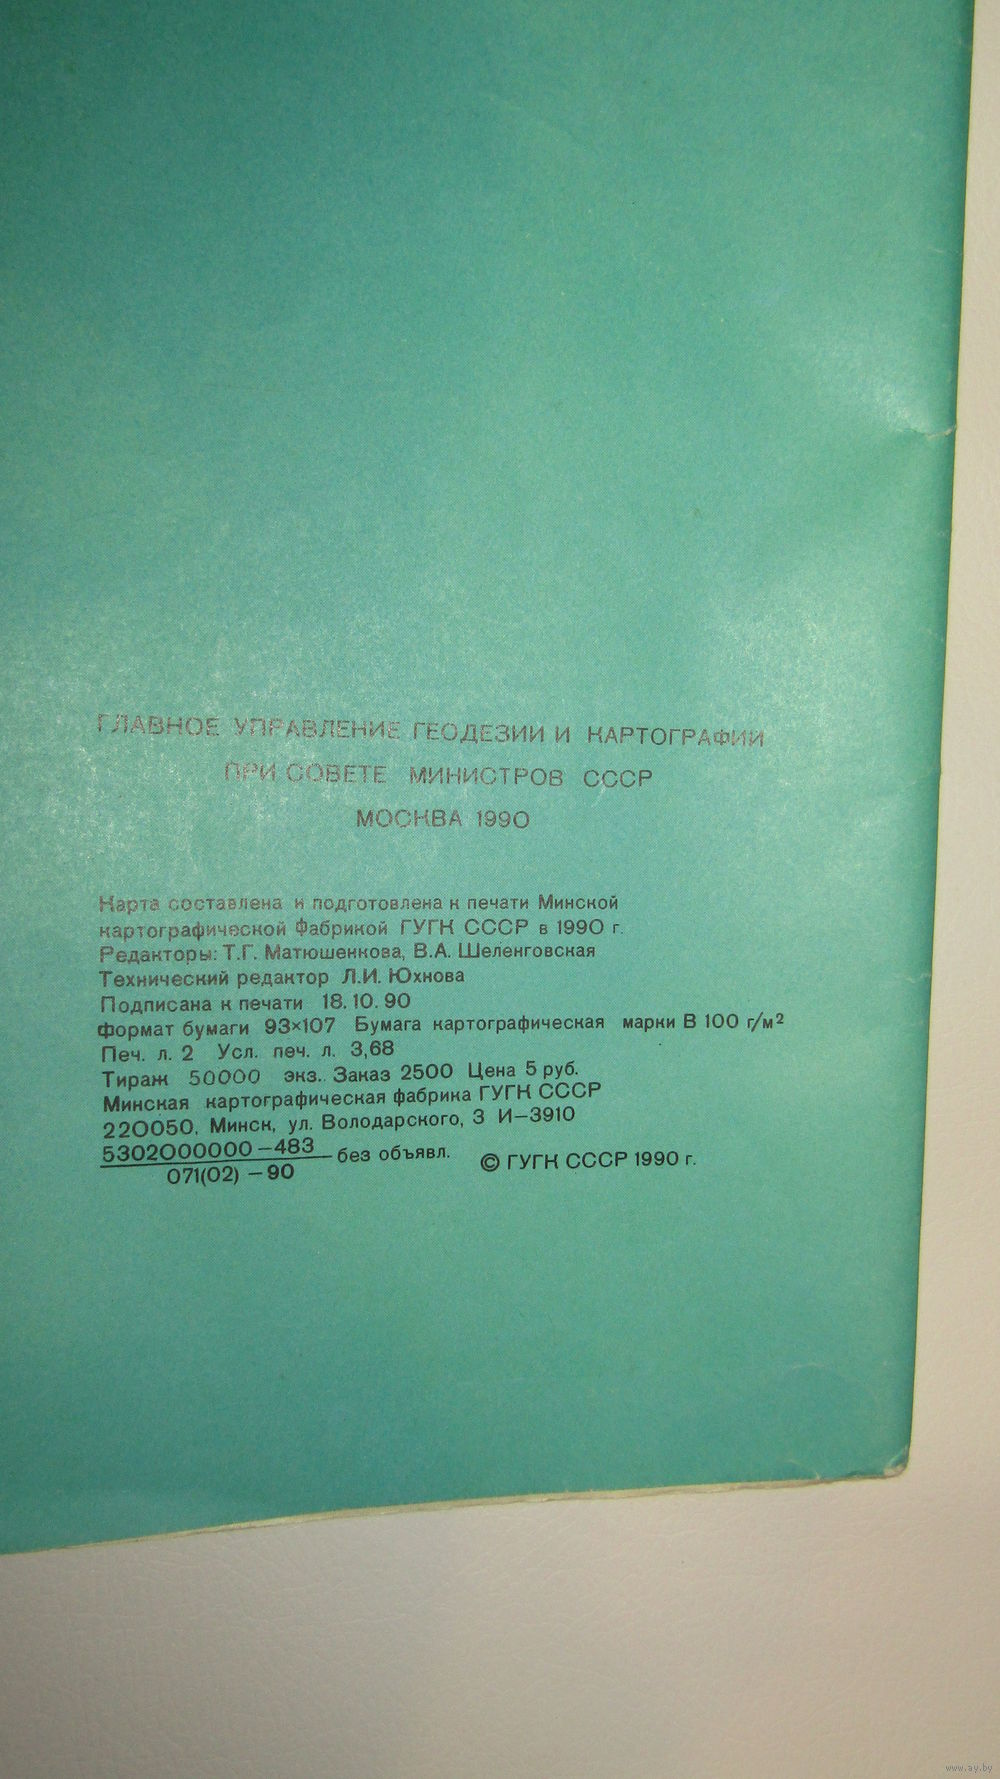 ГЛАВНОЕ УПРАВЛЕНИЕ ГЕОДЕЗИИ И КАРТОГРАФИИ
ПРИ СОВЕТЕ МИНИСТРОВ СССР
МОСКВА 1990
Карта составлена и подготовлена к печати Минской
картографической Фабрикой ГУГК СССР в 1990 г.
Редакторы: Т.Г. Матюшенкова, В.А. Шеленговская
Технический редактор Л.И. Юхнова
Подписана к печати 18.10.90
Формат бумаги 93×107 Бумага картографическая марки В 100 г/м²
Печ. л. 2 Усл. печ. л. 3,68
Тираж 50000 экз.. Заказ 2500 Цена 5 руб.
Минская картографическая фабрика ГУГК СССР
220050, Минск, ул. Володарского, 3 И–3910
5302000000–483 без объявл. © ГУГК СССР 1990 г.
071(02)–90
www.ay.by